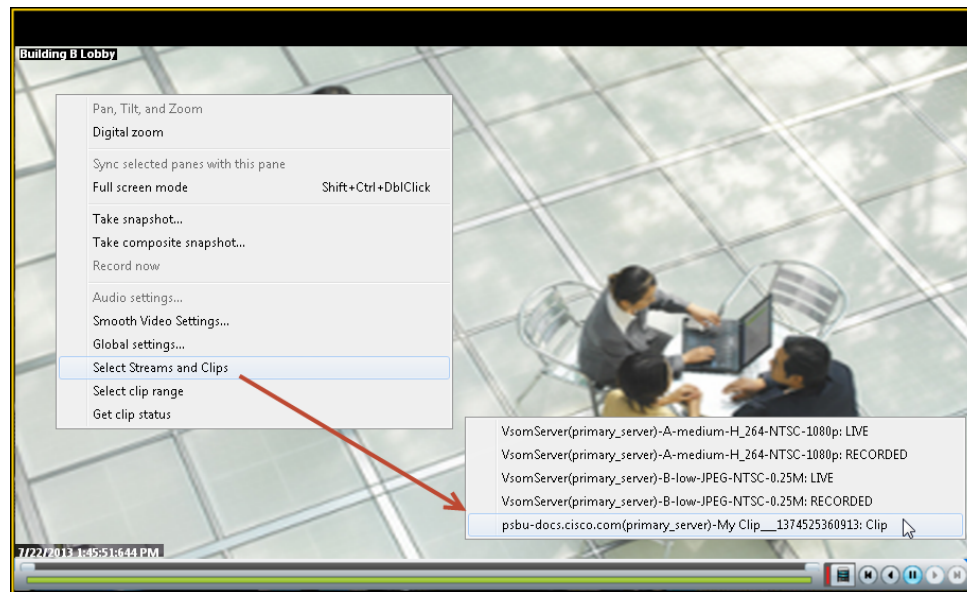 Building B Lobby
Pan, Tilt, and Zoom
Digital zoom
Sync selected panes with this pane
Full screen mode Shift+Ctrl+DblClick
Take snapshot...
Take composite snapshot...
Record now
Audio settings...
Smooth Video Settings...
Global settings...
Select Streams and Clips
Select clip range
Get clip status
VsomServer(primary_server)-A-medium-H_264-NTSC-1080p: LIVE
VsomServer(primary_server)-A-medium-H_264-NTSC-1080p: RECORDED
VsomServer(primary_server)-B-low-JPEG-NTSC-0.25M: LIVE
VsomServer(primary_server)-B-low-JPEG-NTSC-0.25M: RECORDED
psbu-docs.cisco.com(primary_server)-My Clip__1374525360913: Clip
7/22/2013 1:45:51:644 PM